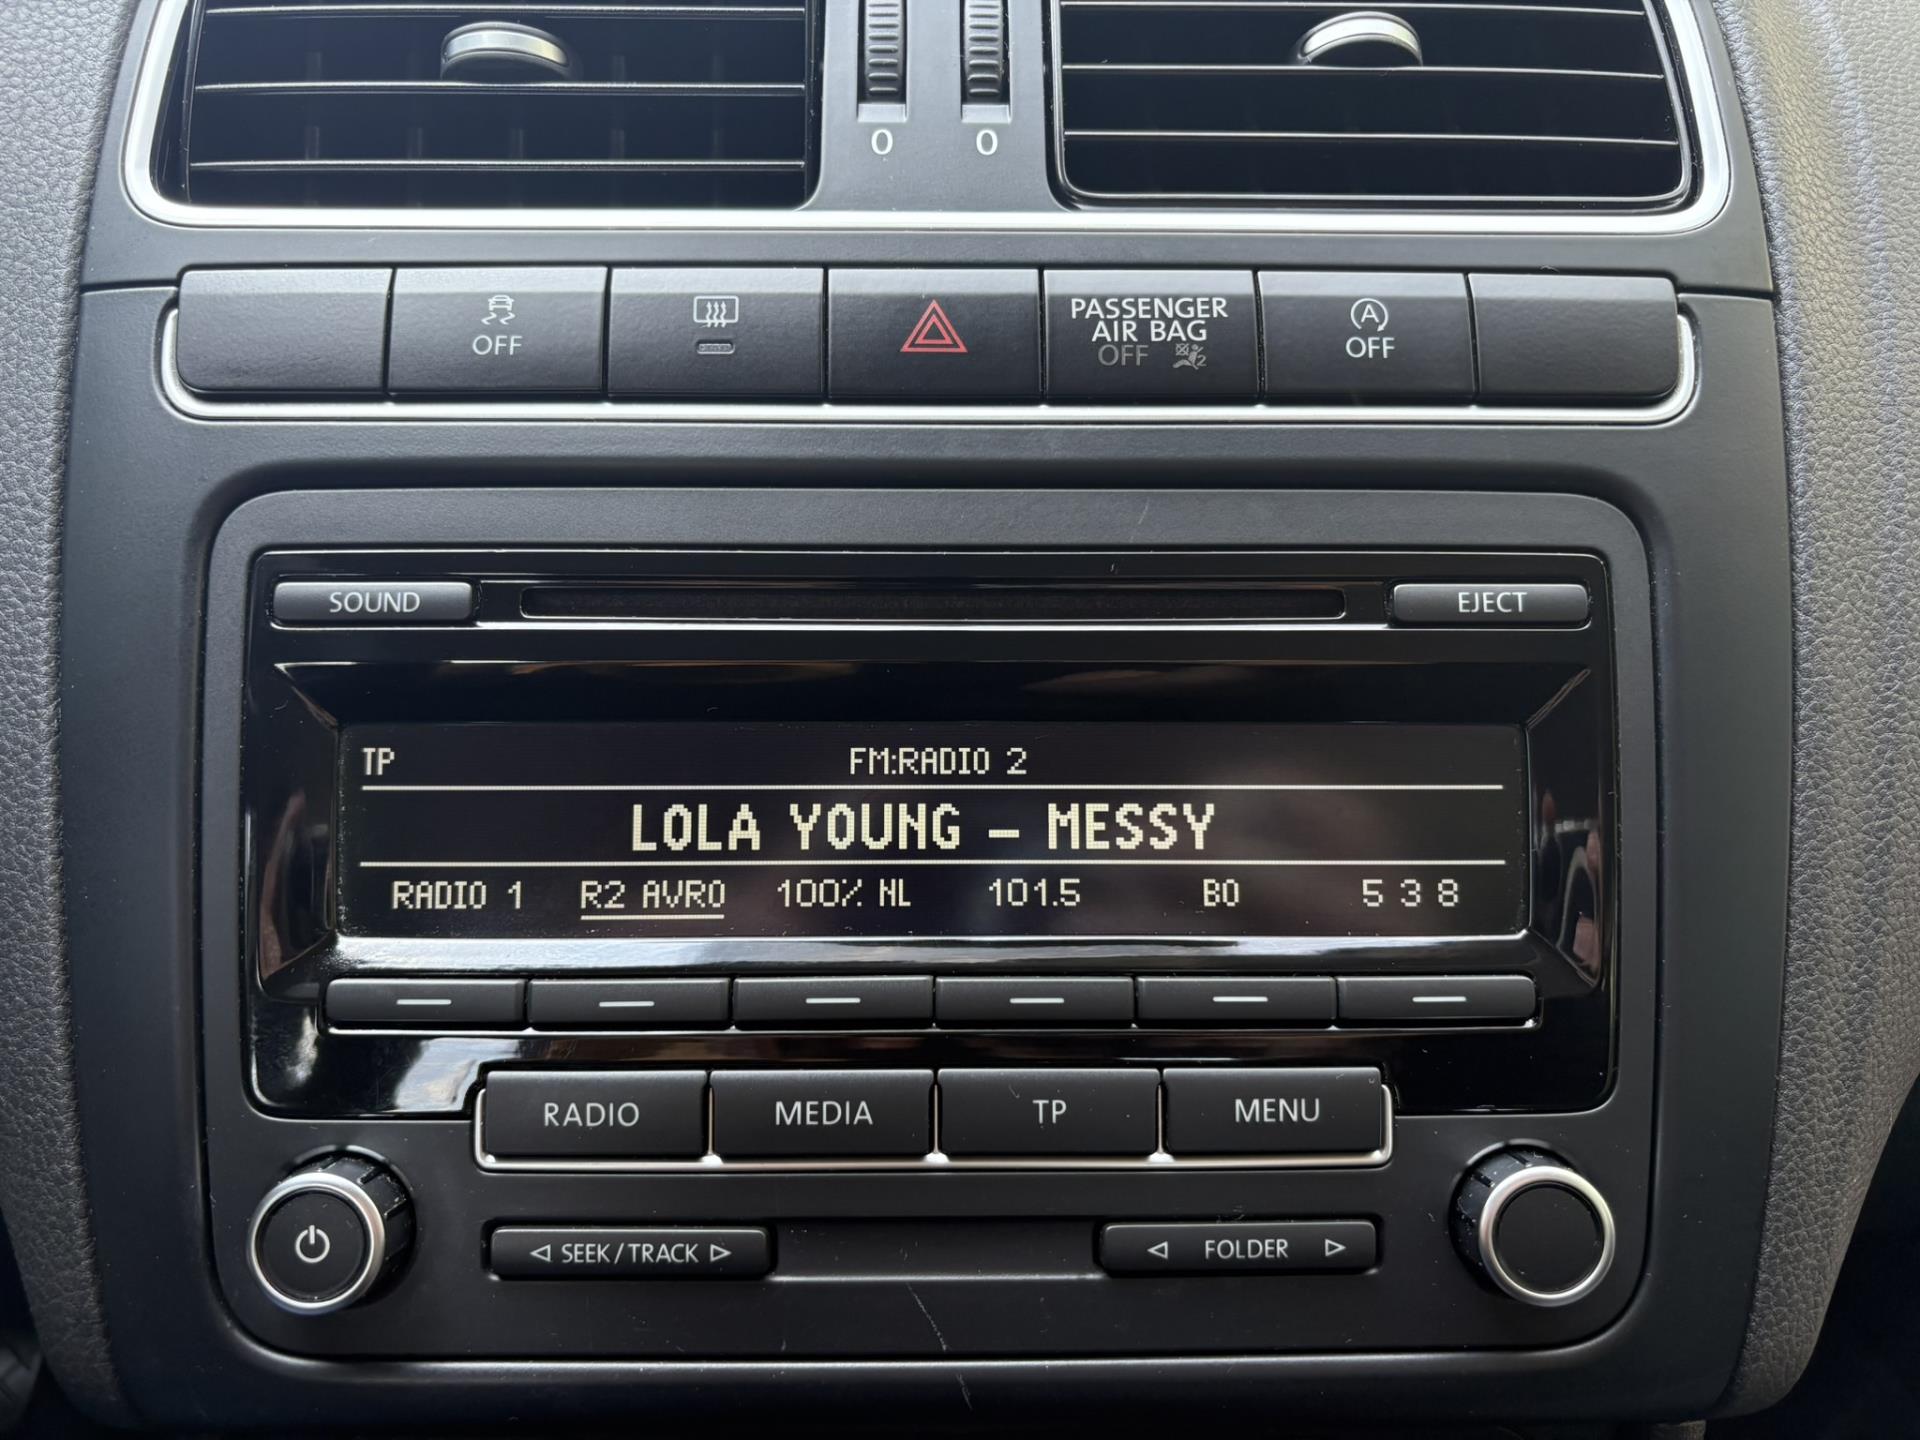 0 0
OFF
PASSENGER
AIR BAG
OFF 2
A
OFF
SOUND
EJECT
TP FM:RADIO 2
LOLA YOUNG - MESSY
RADIO 1 R2 AVRO 100% NL 101.5 BO 5 3 8
RADIO MEDIA TP MENU
SEEK/TRACK FOLDER